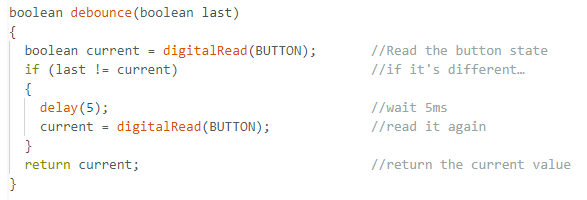 boolean debounce(boolean last)
{
  boolean current = digitalRead(BUTTON);       //Read the button state
  if (last != current)                         //if it's different…
  {
    delay(5);                                  //wait 5ms
    current = digitalRead(BUTTON);             //read it again
  }
  return current;                              //return the current value
}